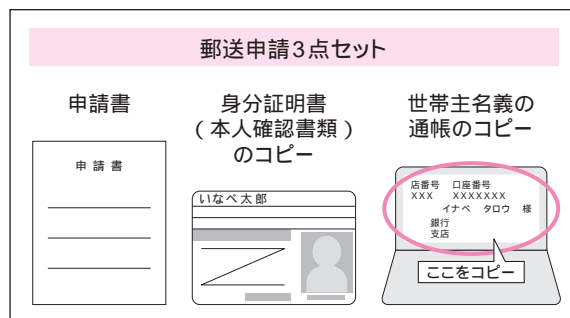 郵送申請3点セット
申請書
身分証明書
(本人確認書類)
のコピー
世帯主名義の
通帳のコピー
申請書
いなべ太郎
店番号 口座番号
XXX XXXXXXX
イナベ タロウ 様
銀行
支店
ここをコピー